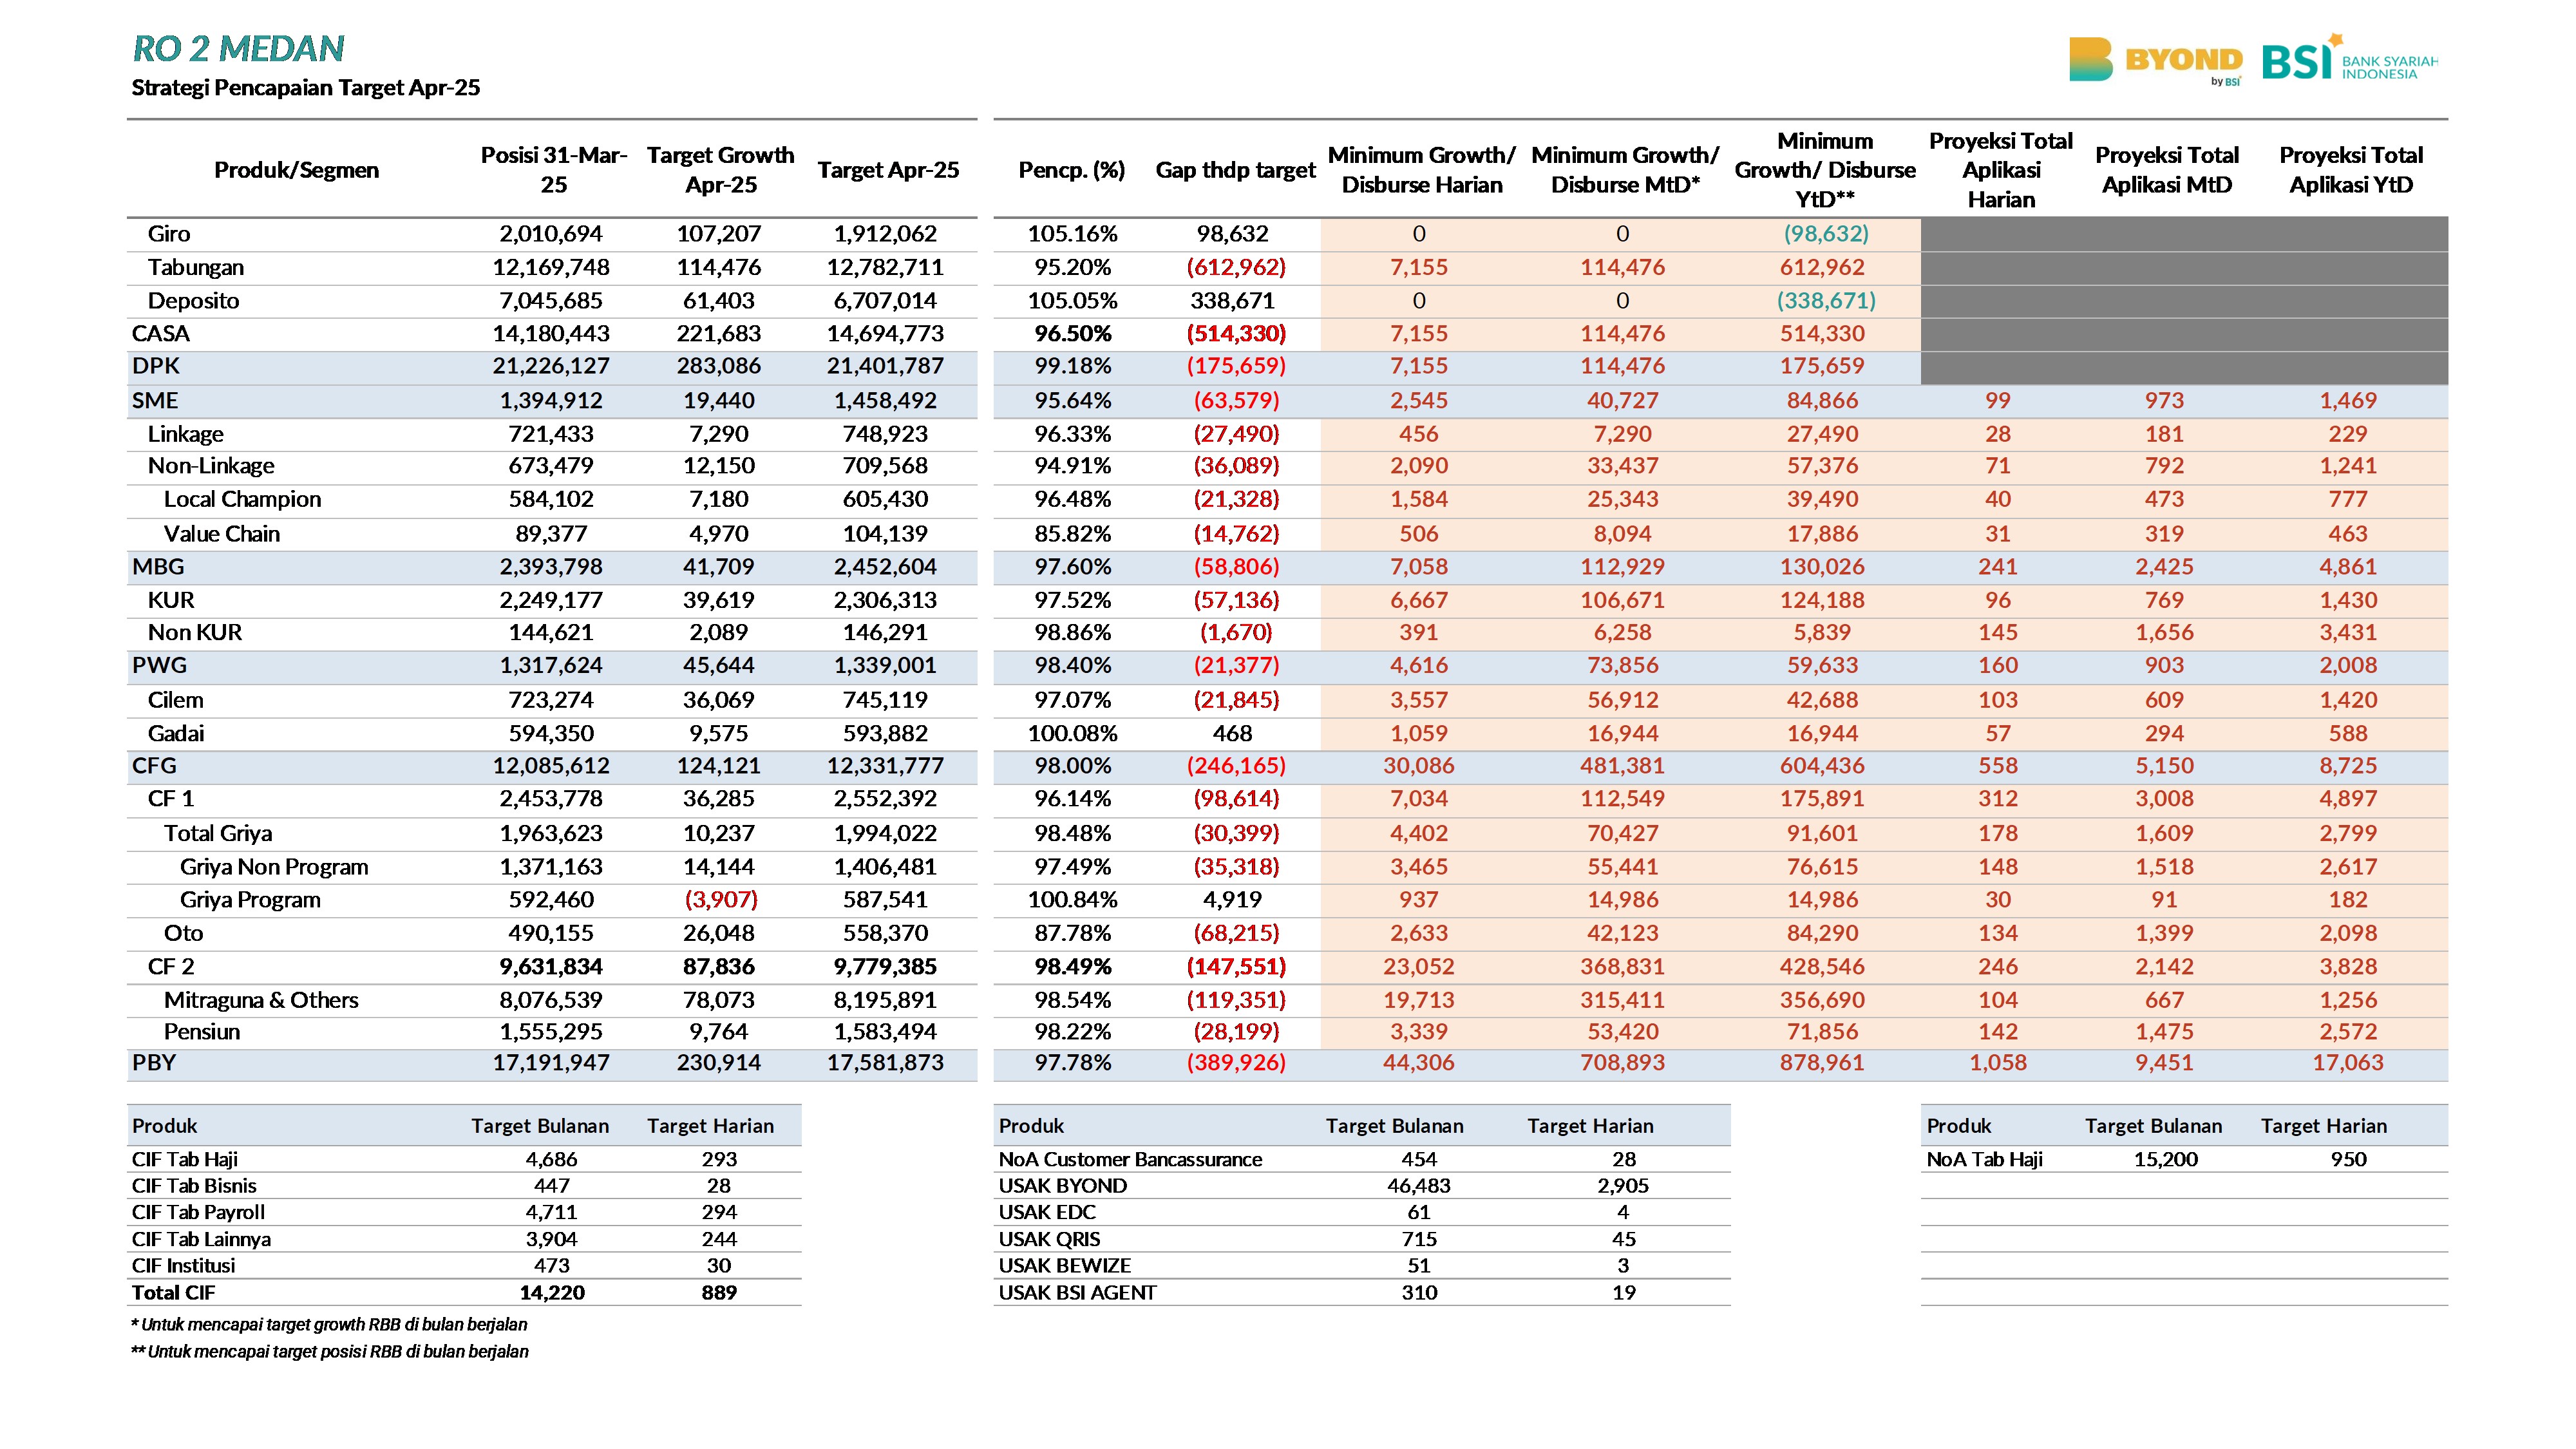 RO 2 MEDAN
Strategi Pencapaian Target Apr-25
BYOND
by BSI
BSI
BANK SYARIAH
INDONESIA
Produk/Segmen Posisi 31-Mar-25 Target Growth Apr-25 Target Apr-25 Pencp. (%) Gap thdp target Minimum Growth/ Disburse Harian Minimum Growth/ Disburse MtD* Minimum Growth/ Disburse YtD** Proyeksi Total Aplikasi Harian Proyeksi Total Aplikasi MtD Proyeksi Total Aplikasi YtD
Giro 2,010,694 107,207 1,912,062 105.16% 98,632 0 0 (98,632)
Tabungan 12,169,748 114,476 12,782,711 95.20% (612,962) 7,155 114,476 612,962
Deposito 7,045,685 61,403 6,707,014 105.05% 338,671 0 0 (338,671)
CASA 14,180,443 221,683 14,694,773 96.50% (514,330) 7,155 114,476 514,330
DPK 21,226,127 283,086 21,401,787 99.18% (175,659) 7,155 114,476 175,659
SME 1,394,912 19,440 1,458,492 95.64% (63,579) 2,545 40,727 84,866 99 973 1,469
Linkage 721,433 7,290 748,923 96.33% (27,490) 456 7,290 27,490 28 181 229
Non-Linkage 673,479 12,150 709,568 94.91% (36,089) 2,090 33,437 57,376 71 792 1,241
Local Champion 584,102 7,180 605,430 96.48% (21,328) 1,584 25,343 39,490 40 473 777
Value Chain 89,377 4,970 104,139 85.82% (14,762) 506 8,094 17,886 31 319 463
MBG 2,393,798 41,709 2,452,604 97.60% (58,806) 7,058 112,929 130,026 241 2,425 4,861
KUR 2,249,177 39,619 2,306,313 97.52% (57,136) 6,667 106,671 124,188 96 769 1,430
Non KUR 144,621 2,089 146,291 98.86% (1,670) 391 6,258 5,839 145 1,656 3,431
PWG 1,317,624 45,644 1,339,001 98.40% (21,377) 4,616 73,856 59,633 160 903 2,008
Cilem 723,274 36,069 745,119 97.07% (21,845) 3,557 56,912 42,688 103 609 1,420
Gadai 594,350 9,575 593,882 100.08% 468 1,059 16,944 16,944 57 294 588
CFG 12,085,612 124,121 12,331,777 98.00% (246,165) 30,086 481,381 604,436 558 5,150 8,725
CF 1 2,453,778 36,285 2,552,392 96.14% (98,614) 7,034 112,549 175,891 312 3,008 4,897
Total Griya 1,963,623 10,237 1,994,022 98.48% (30,399) 4,402 70,427 91,601 178 1,609 2,799
Griya Non Program 1,371,163 14,144 1,406,481 97.49% (35,318) 3,465 55,441 76,615 148 1,518 2,617
Griya Program 592,460 (3,907) 587,541 100.84% 4,919 937 14,986 14,986 30 91 182
Oto 490,155 26,048 558,370 87.78% (68,215) 2,633 42,123 84,290 134 1,399 2,098
CF 2 9,631,834 87,836 9,779,385 98.49% (147,551) 23,052 368,831 428,546 246 2,142 3,828
Mitraguna & Others 8,076,539 78,073 8,195,891 98.54% (119,351) 19,713 315,411 356,690 104 667 1,256
Pensiun 1,555,295 9,764 1,583,494 98.22% (28,199) 3,339 53,420 71,856 142 1,475 2,572
PBY 17,191,947 230,914 17,581,873 97.78% (389,926) 44,306 708,893 878,961 1,058 9,451 17,063
Produk Target Bulanan Target Harian
CIF Tab Haji 4,686 293
CIF Tab Bisnis 447 28
CIF Tab Payroll 4,711 294
CIF Tab Lainnya 3,904 244
CIF Institusi 473 30
Total CIF 14,220 889
Produk Target Bulanan Target Harian
NoA Customer Bancassurance 454 28
USAK BYOND 46,483 2,905
USAK EDC 61 4
USAK QRIS 715 45
USAK BEWIZE 51 3
USAK BSI AGENT 310 19
Produk Target Bulanan Target Harian
NoA Tab Haji 15,200 950
* Untuk mencapai target growth RBB di bulan berjalan
** Untuk mencapai target posisi RBB di bulan berjalan